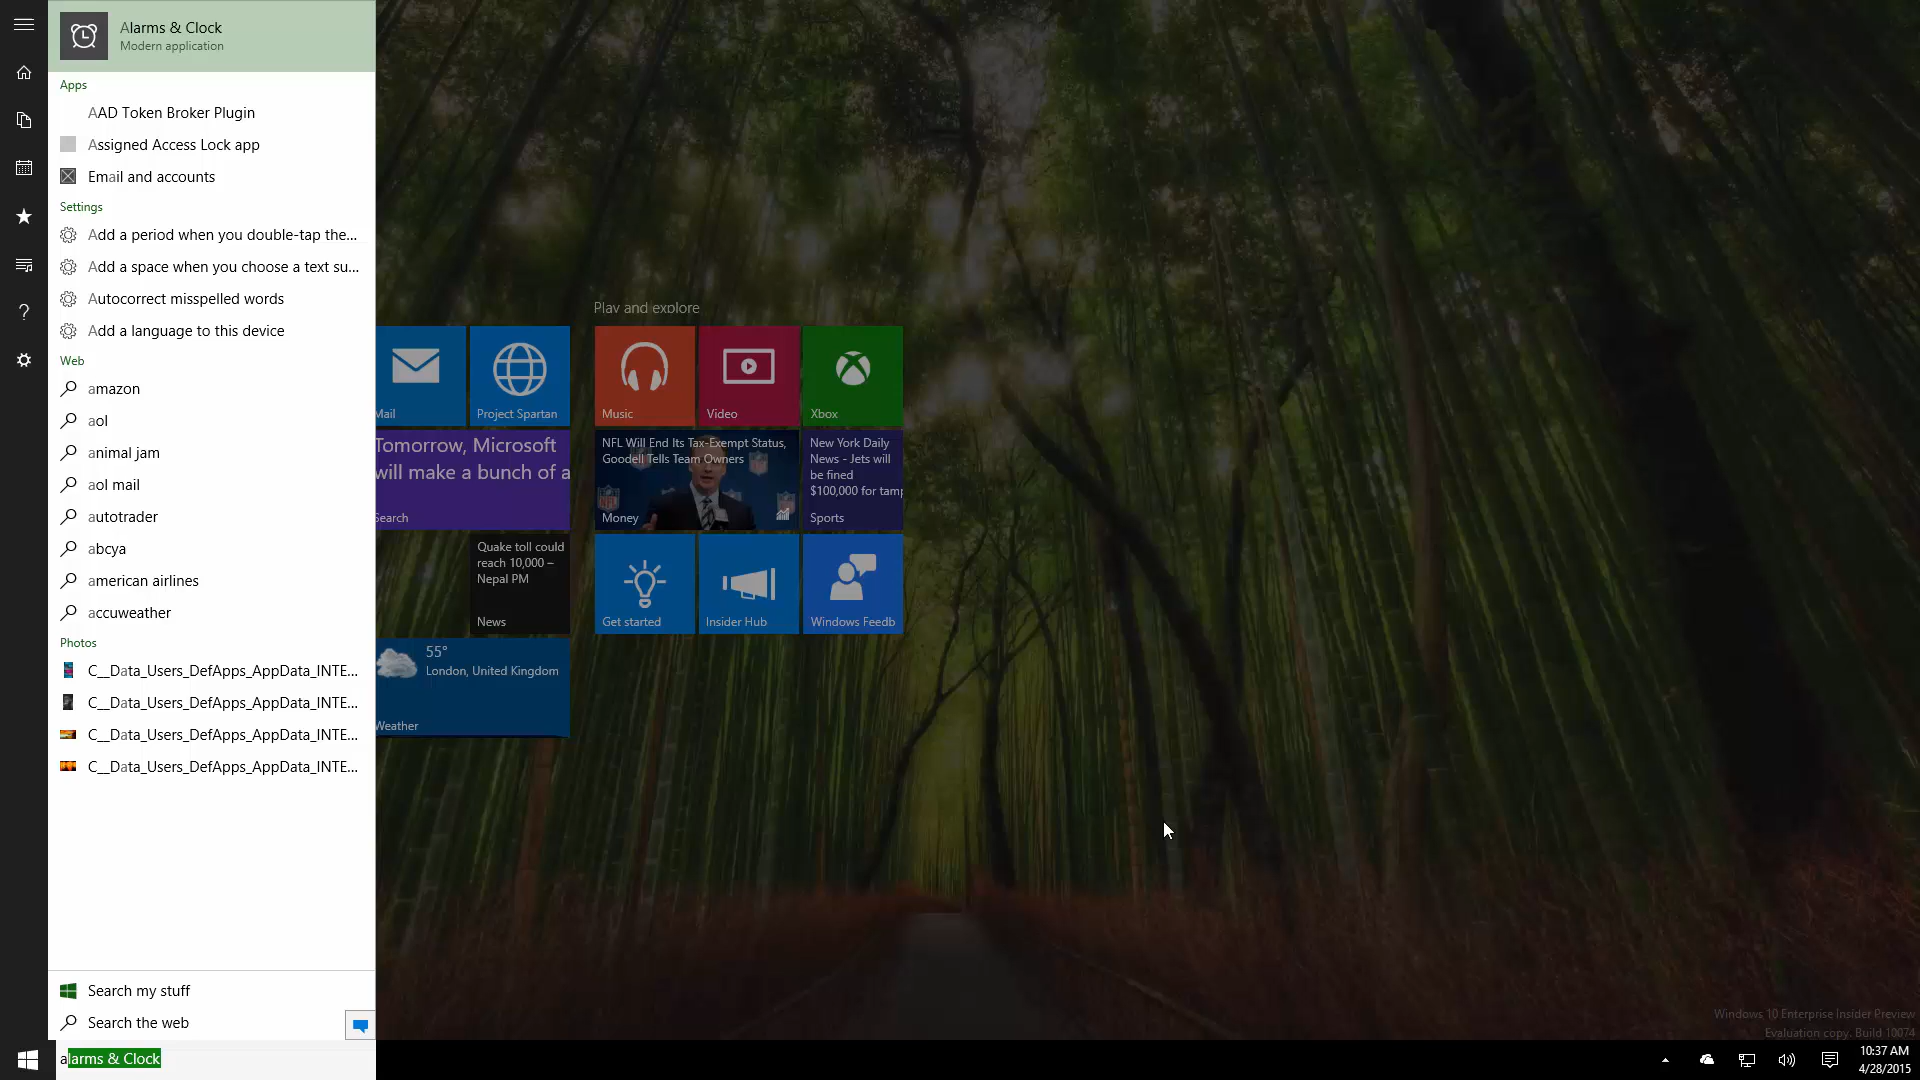 Alarms & Clock
Modern application
Apps
AAD Token Broker Plugin
Assigned Access Lock app
Email and accounts
Settings
Add a period when you double-tap the...
Add a space when you choose a text su...
Autocorrect misspelled words
Add a language to this device
Web
amazon
aol
animal jam
aol mail
autotrader
abcya
american airlines
accuweather
Photos
C__Data_Users_DefApps_AppData_INTE...
C__Data_Users_DefApps_AppData_INTE...
C__Data_Users_DefApps_AppData_INTE...
C__Data_Users_DefApps_AppData_INTE...
Search my stuff
Search the web
alarms & Clock
Play and explore
Mail
Project Spartan
Music
Video
Xbox
Tomorrow, Microsoft
will make a bunch of a
Search
NFL Will End Its Tax-Exempt Status,
Goodell Tells Team Owners
Money
New York Daily
News - Jets will
be fined
$100,000 for tamp
Sports
Quake toll could
reach 10,000 –
Nepal PM
News
Get started
Insider Hub
Windows Feedb
55°
London, United Kingdom
Weather
Windows 10 Enterprise Insider Preview
Evaluation copy. Build 10074
10:37 AM
4/28/2015